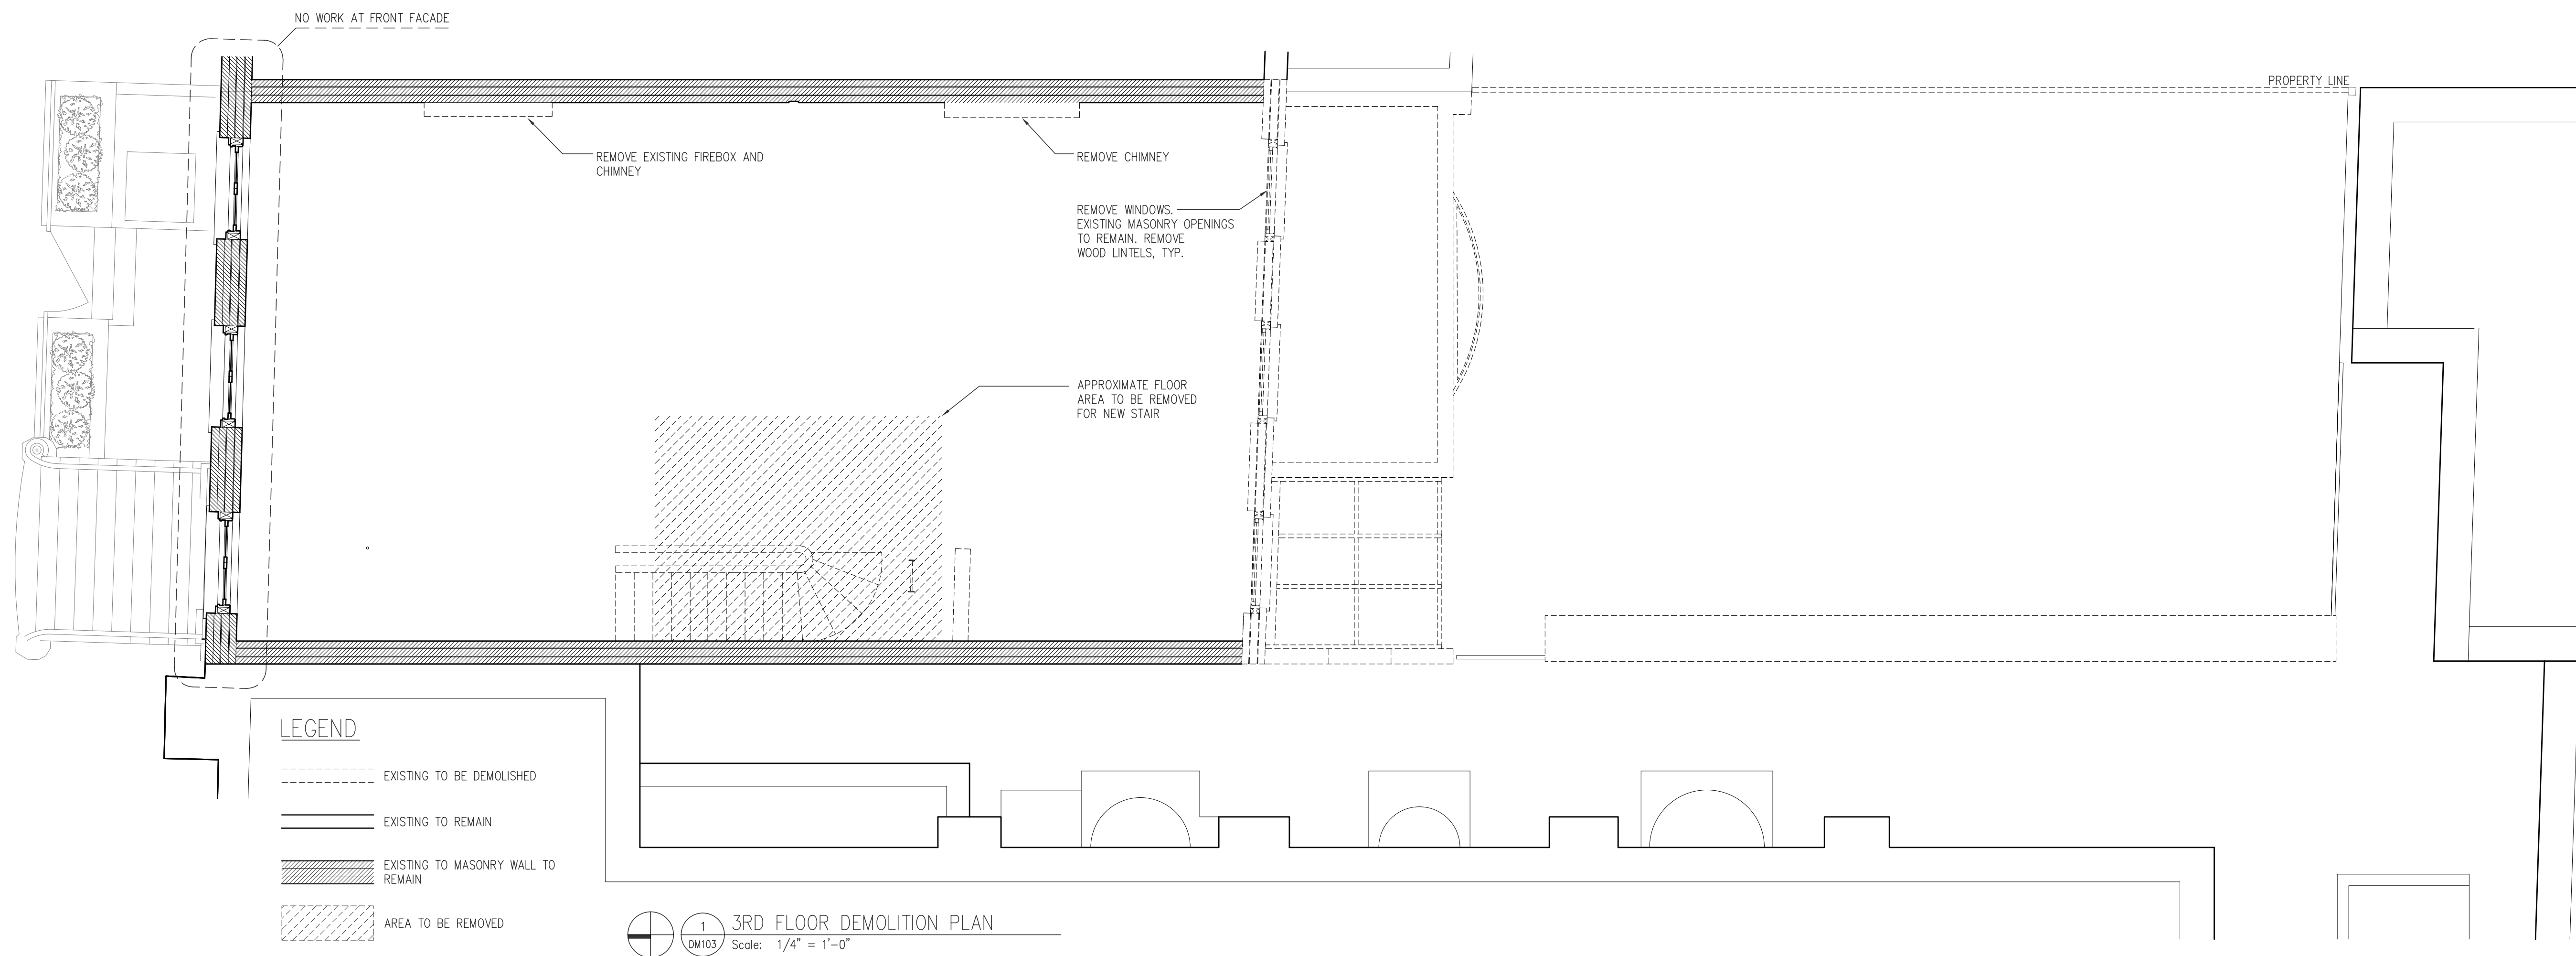 NO WORK AT FRONT FACADE
PROPERTY LINE
REMOVE EXISTING FIREBOX AND
CHIMNEY
REMOVE CHIMNEY
REMOVE WINDOWS.
EXISTING MASONRY OPENINGS
TO REMAIN. REMOVE
WOOD LINTELS, TYP.
APPROXIMATE FLOOR
AREA TO BE REMOVED
FOR NEW STAIR
LEGEND
EXISTING TO BE DEMOLISHED
EXISTING TO REMAIN
EXISTING TO MASONRY WALL TO
REMAIN
AREA TO BE REMOVED
1
DM103
3RD FLOOR DEMOLITION PLAN
Scale: 1/4" = 1'-0"